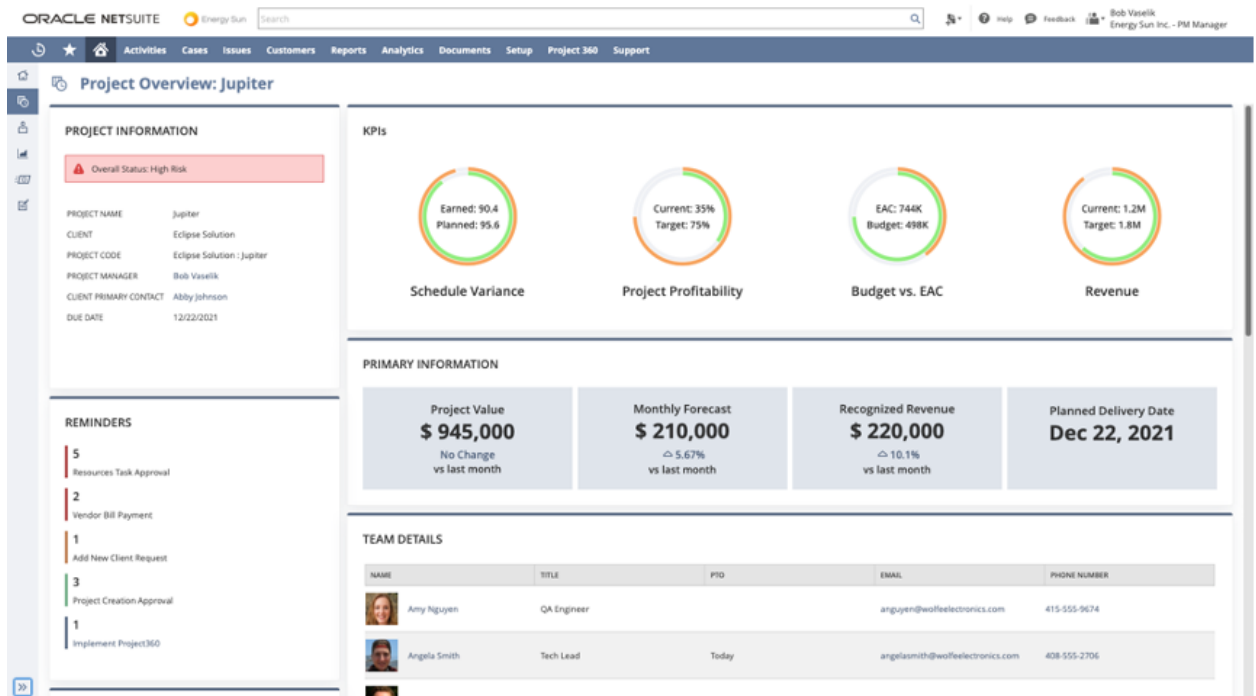 ORACLE NETSUITE
Energy Sun
Search
Help
Feedback
Bob Vaselik
Energy Sun Inc. - PM Manager
Activities Cases Issues Customers Reports Analytics Documents Setup Project 360 Support
Project Overview: Jupiter
PROJECT INFORMATION
Overall Status: High Risk
PROJECT NAME Jupiter
CLIENT Eclipse Solution
PROJECT CODE Eclipse Solution : Jupiter
PROJECT MANAGER Bob Vaselik
CLIENT PRIMARY CONTACT Abby Johnson
DUE DATE 12/22/2021
REMINDERS
5
Resources Task Approval
2
Vendor Bill Payment
1
Add New Client Request
3
Project Creation Approval
1
Implement Project360
KPIs
Earned: 90.4
Planned: 95.6
Schedule Variance
Current: 35%
Target: 75%
Project Profitability
EAC: 744K
Budget: 498K
Budget vs. EAC
Current: 1.2M
Target: 1.8M
Revenue
PRIMARY INFORMATION
Project Value
$ 945,000
No Change
vs last month
Monthly Forecast
$ 210,000
5.67%
vs last month
Recognized Revenue
$ 220,000
10.1%
vs last month
Planned Delivery Date
Dec 22, 2021
TEAM DETAILS
NAME TITLE PTO EMAIL PHONE NUMBER
Amy Nguyen QA Engineer anguyen@wolfeelectronics.com 415-555-9674
Angela Smith Tech Lead Today angelasmith@wolfeelectronics.com 408-555-2706